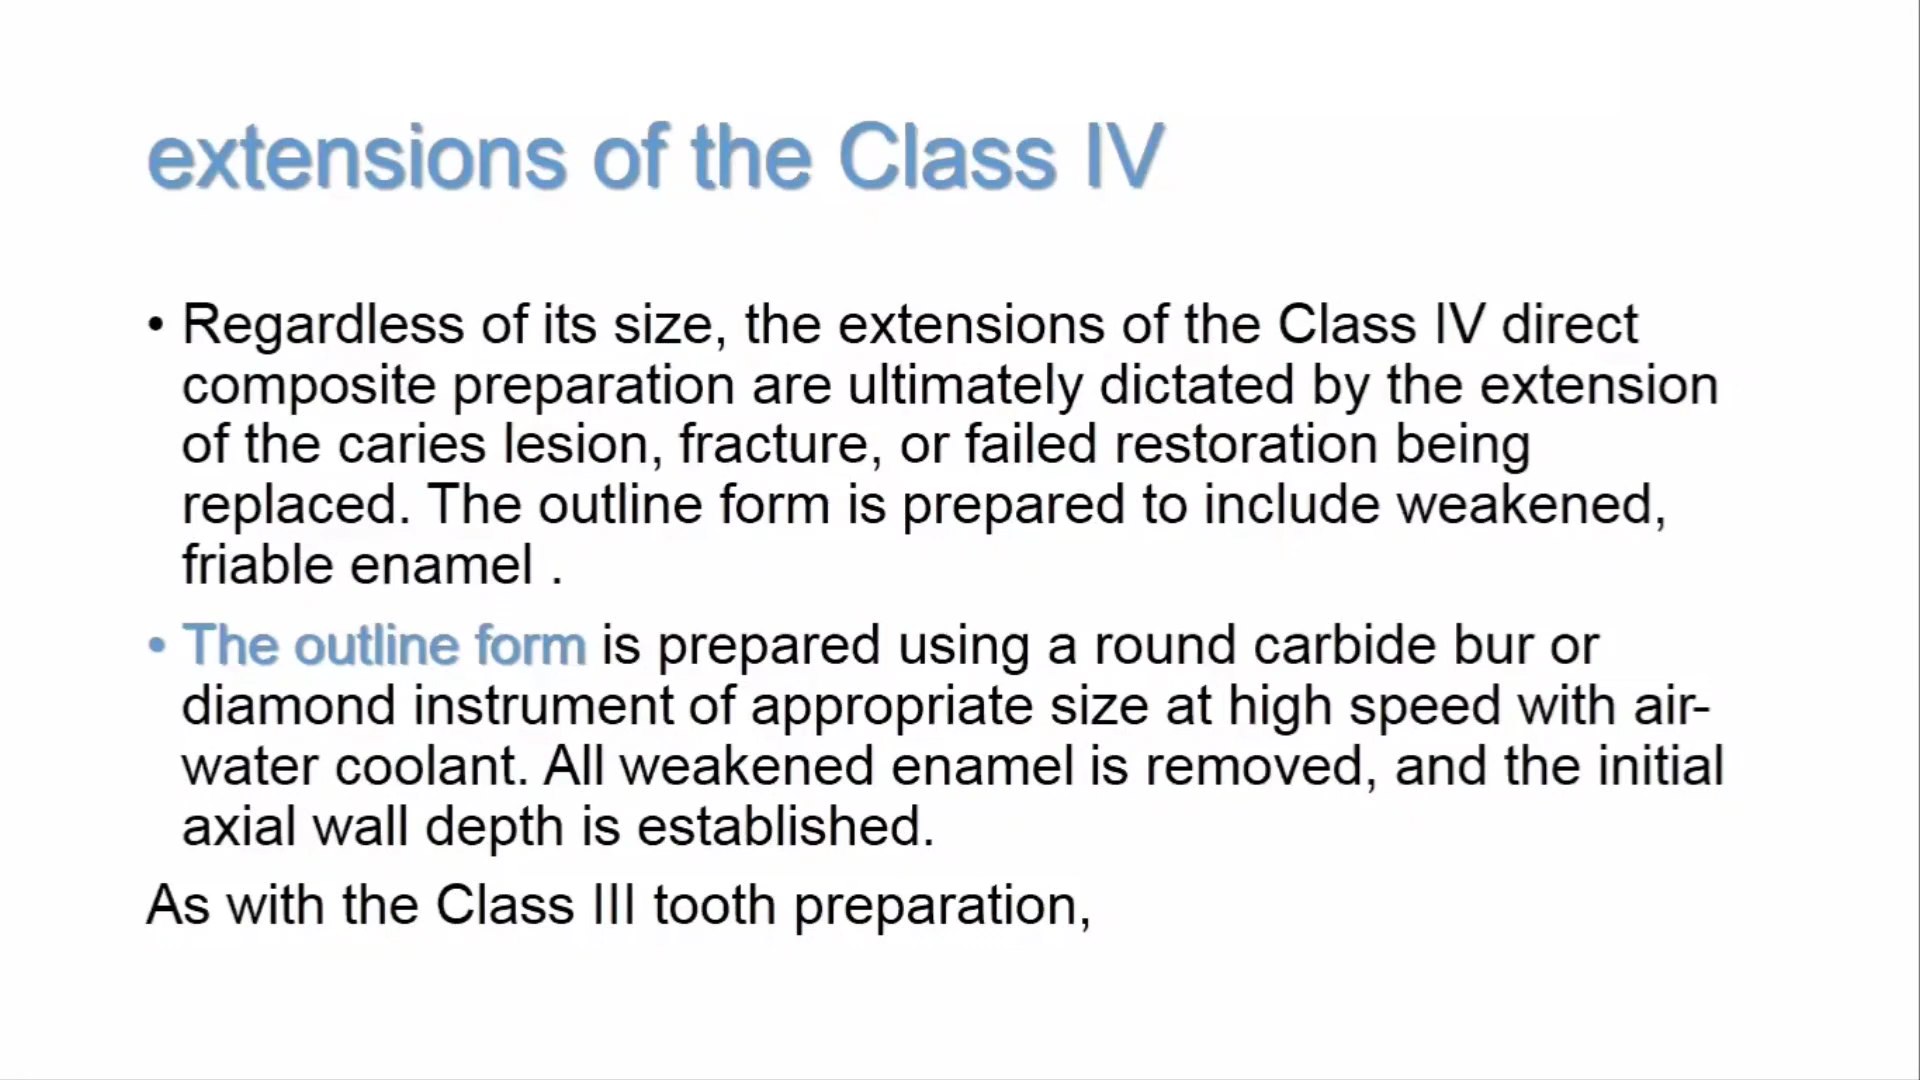 extensions of the Class IV
• Regardless of its size, the extensions of the Class IV direct
composite preparation are ultimately dictated by the extension
of the caries lesion, fracture, or failed restoration being
replaced. The outline form is prepared to include weakened,
friable enamel .
• The outline form is prepared using a round carbide bur or
diamond instrument of appropriate size at high speed with air-
water coolant. All weakened enamel is removed, and the initial
axial wall depth is established.
As with the Class III tooth preparation,